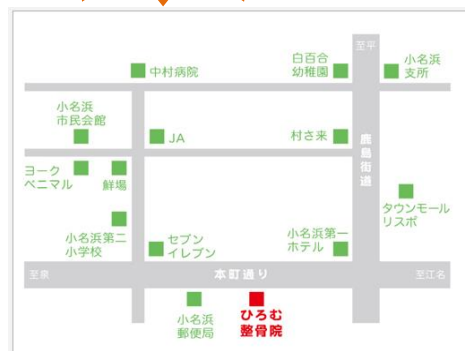 至平
白百合
幼稚園
小名浜
支所
中村病院
小名浜
市民会館
JA
村さ来
鹿島街道
ヨーク
ベニマル
鮮場
タウンモール
リスポ
小名浜第二
小学校
セブン
イレブン
小名浜第一
ホテル
至泉
本町通り
至江名
小名浜
郵便局
ひろむ
整骨院